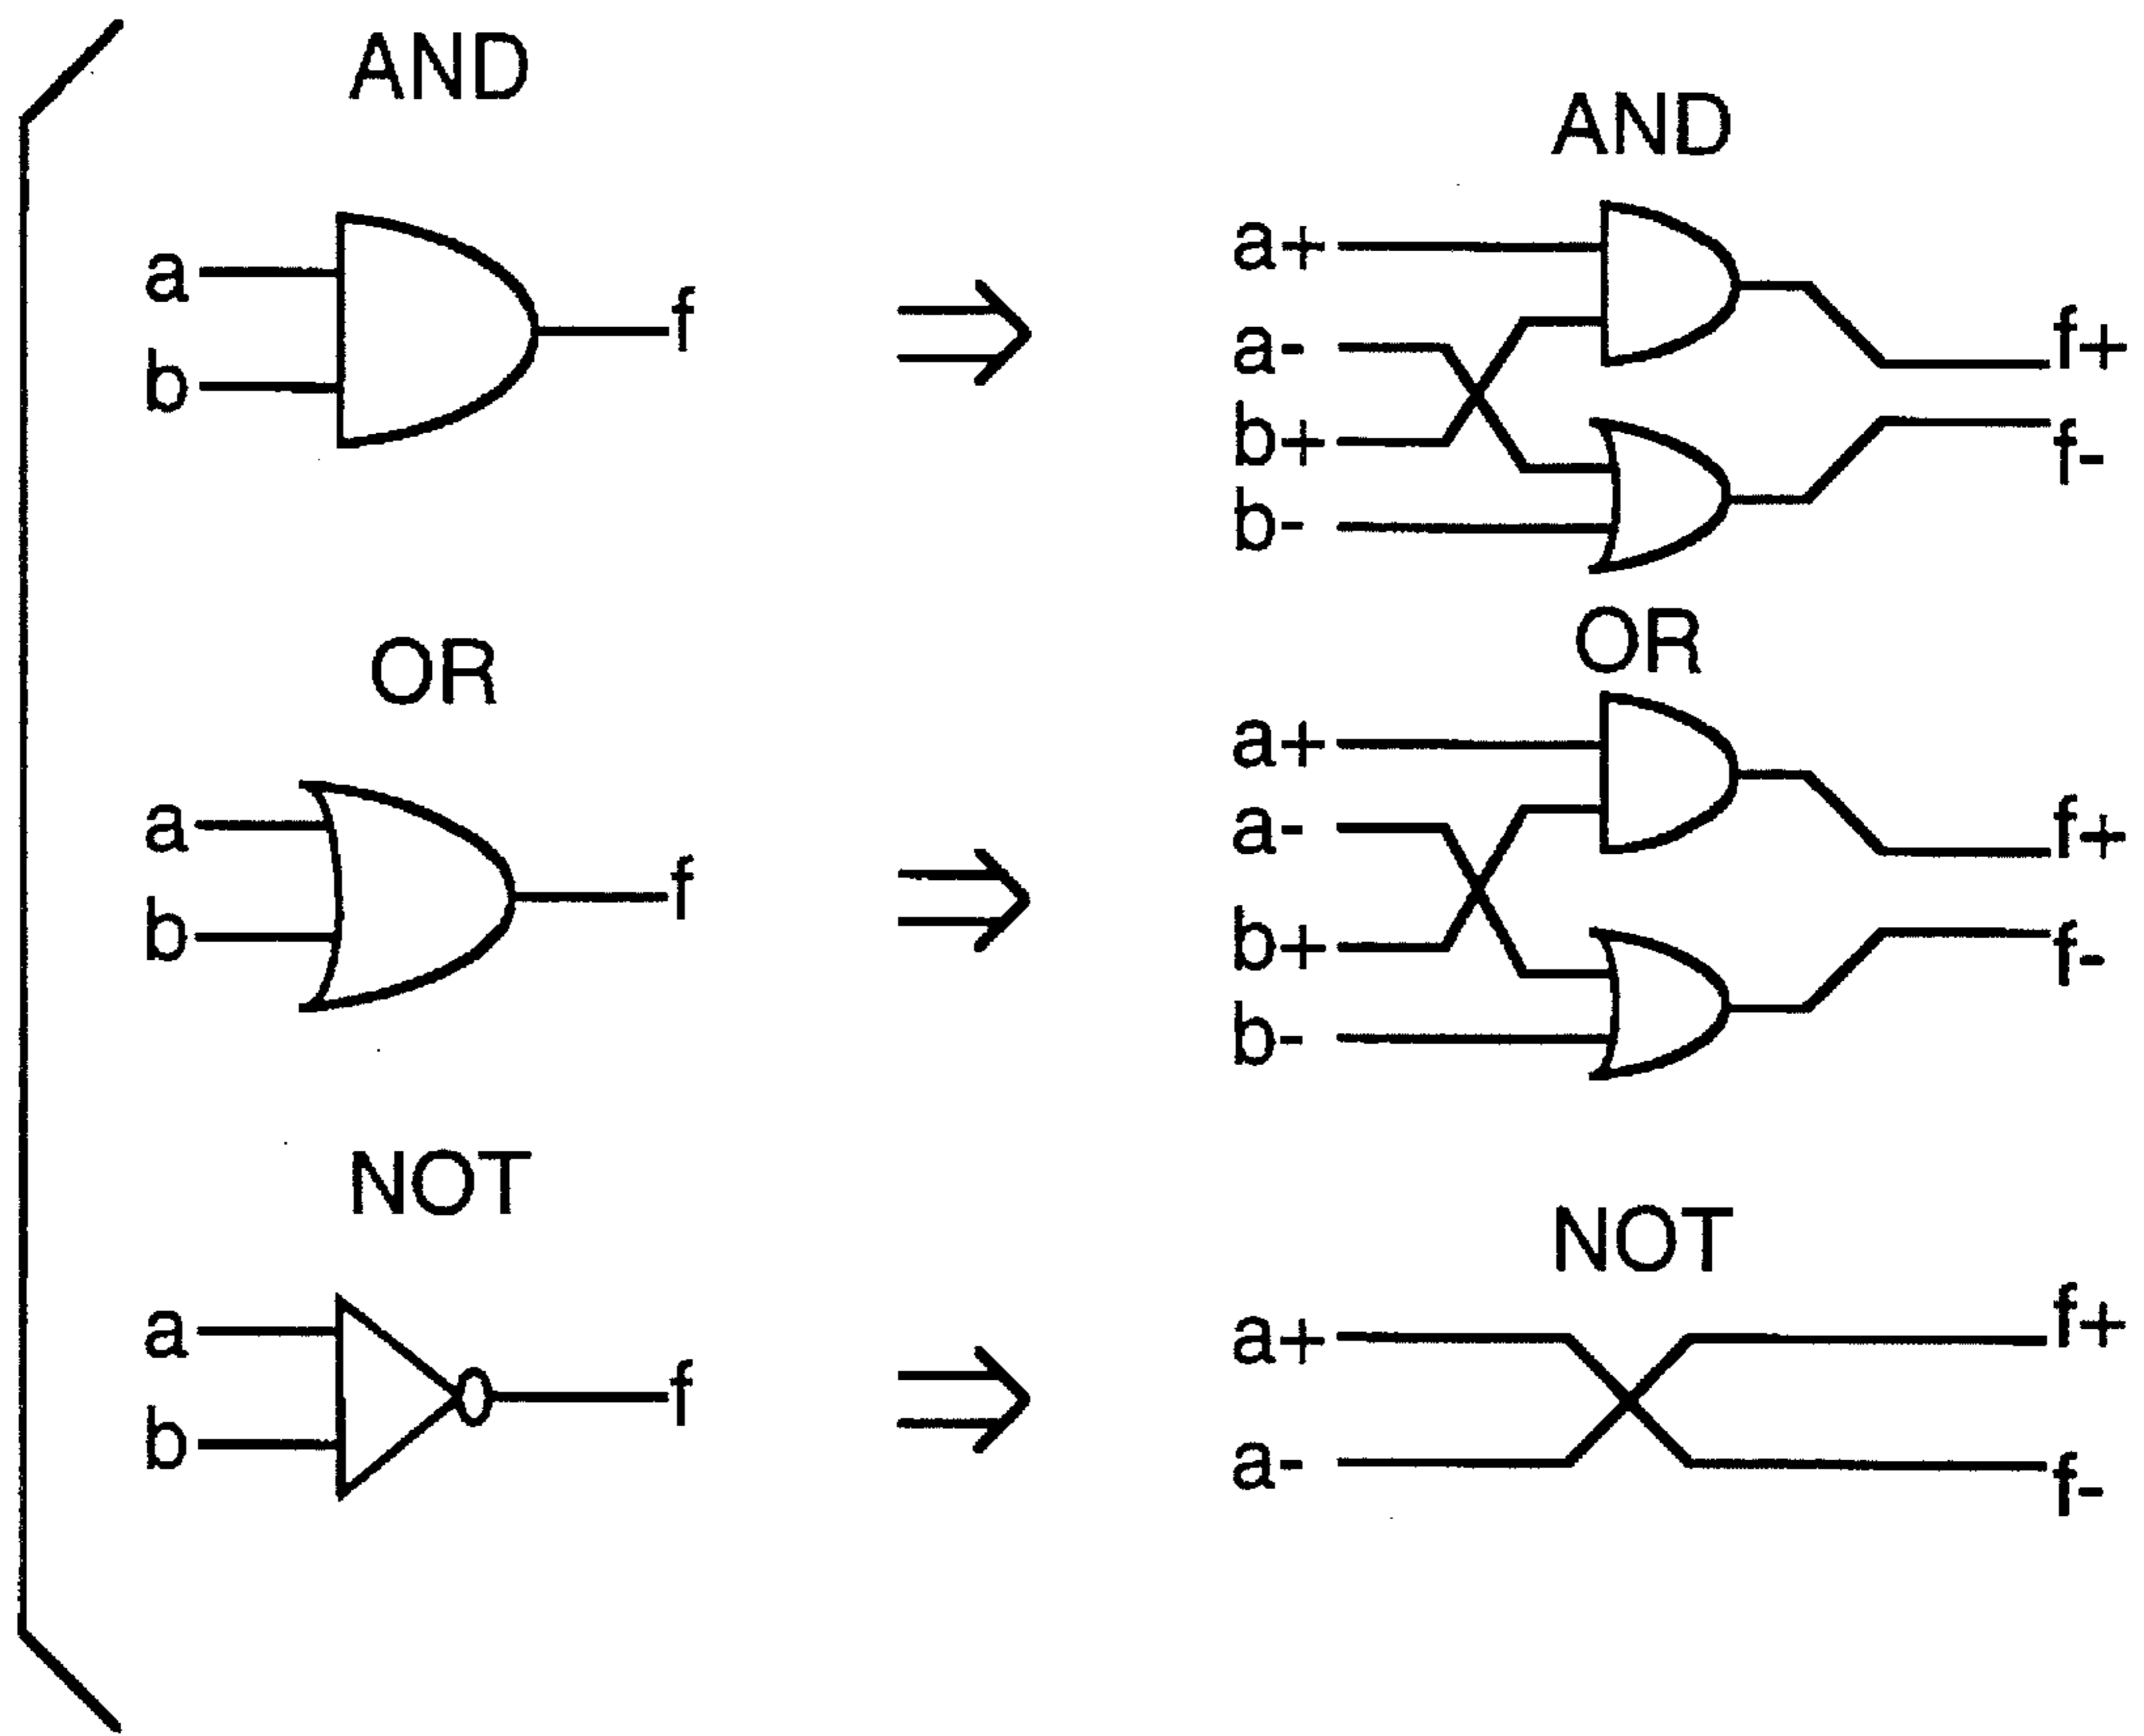 AND
a
b
f
AND
a+
a-
b+
b-
f+
f-
OR
a
b
f
OR
a+
a-
b+
b-
f+
f-
NOT
a
b
f
NOT
a+
a-
f+
f-